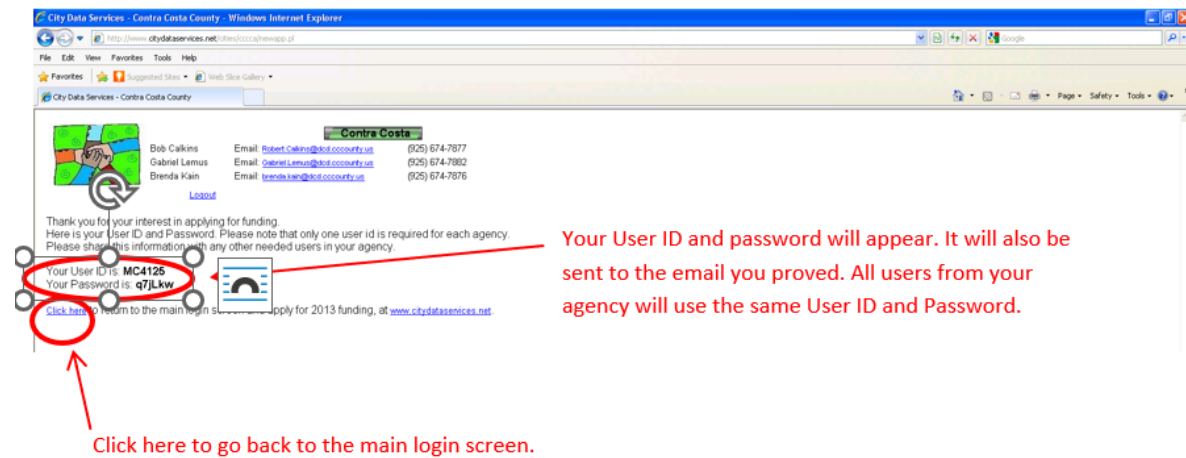 City Data Services - Contra Costa County - Windows Internet Explorer
http://www.citydataservices.net/cities/cccca/newapp.pl
Google
File Edit View Favorites Tools Help
Favorites Suggested Sites Web Slice Gallery
City Data Services - Contra Costa County
Page Safety Tools
Contra Costa
Bob Calkins Email: Robert.Calkins@dcd.cccounty.us (925) 674-7877
Gabriel Lemus Email: Gabriel.Lemus@dcd.cccounty.us (925) 674-7882
Brenda Kain Email: brenda.kain@dcd.cccounty.us (925) 674-7876
Logout
Thank you for your interest in applying for funding.
Here is your User ID and Password. Please note that only one user id is required for each agency.
Please share this information with any other needed users in your agency.
Your User ID is: MC4125
Your Password is: q7jLkw
Click here to return to the main login screen and apply for 2013 funding, at www.citydataservices.net.
Your User ID and password will appear. It will also be
sent to the email you proved. All users from your
agency will use the same User ID and Password.
Click here to go back to the main login screen.